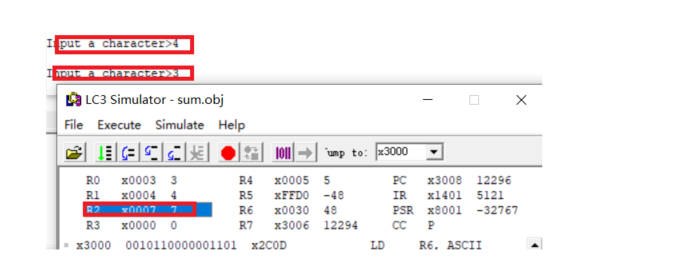 Input a character>4
Input a character>3
LC3 Simulator - sum.obj
File Execute Simulate Help
Jump to: x3000
R0 x0003 3 R4 x0005 5 PC x3008 12296
R1 x0004 4 R5 xFFD0 -48 IR x1401 5121
R2 x0007 7 R6 x0030 48 PSR x8001 -32767
R3 x0000 0 R7 x3006 12294 CC P
x3000 0010110000001101 x2C0D LD R6, ASCII